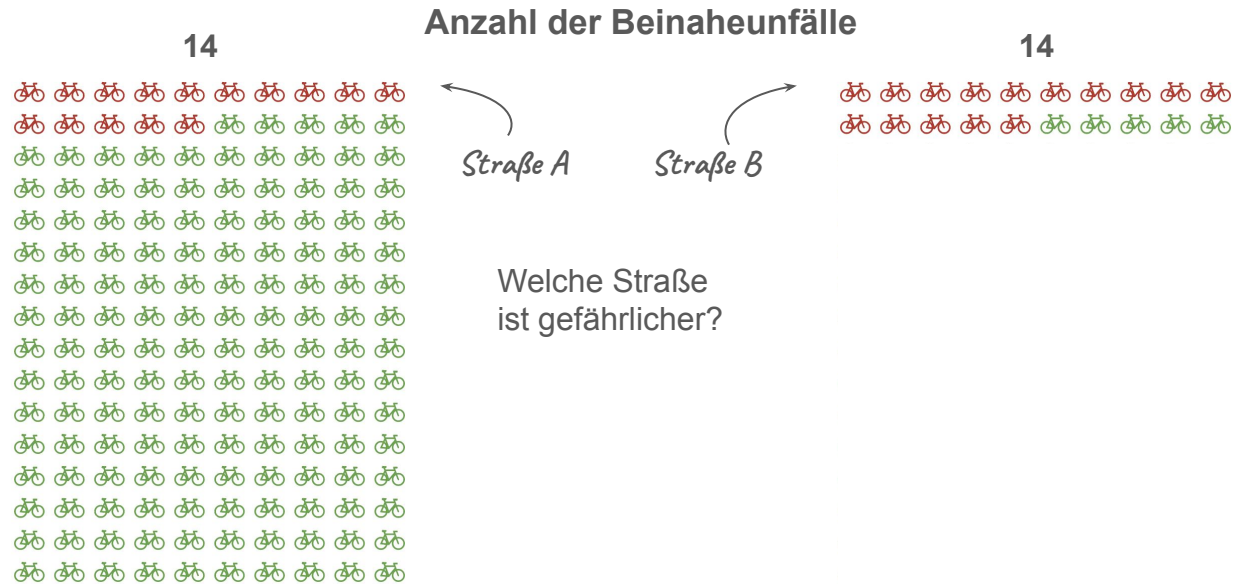 Anzahl der Beinaheunfälle
14
14
Straße A
Straße B
Welche Straße
ist gefährlicher?